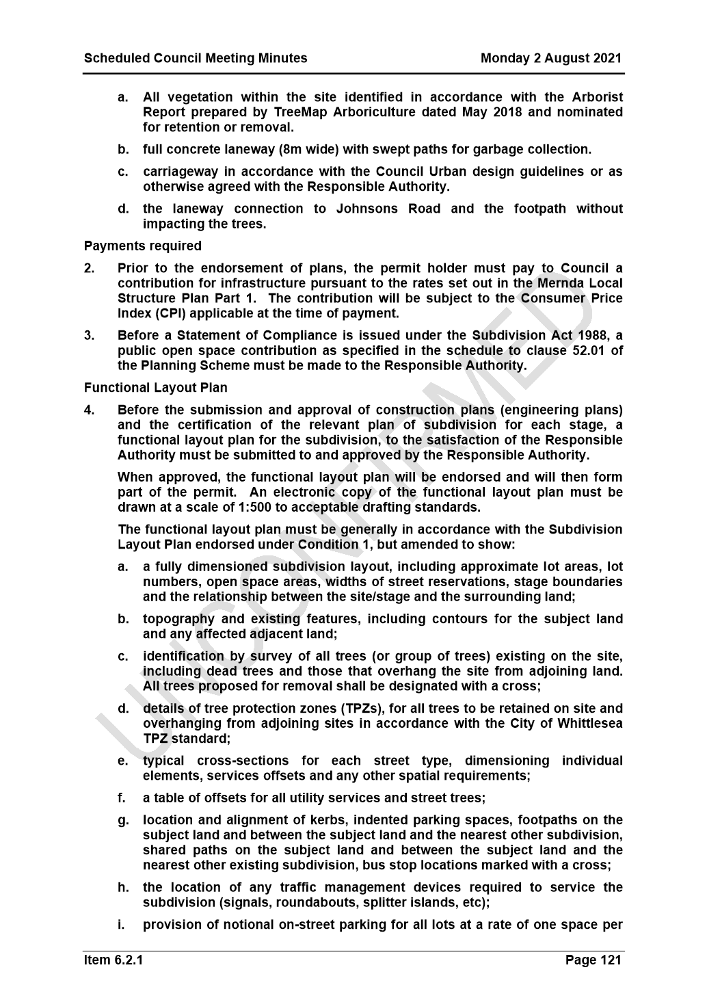 Scheduled Council Meeting Minutes Monday 2 August 2021
a. All vegetation within the site identified in accordance with the Arborist
Report prepared by TreeMap Arboriculture dated May 2018 and nominated
for retention or removal.
b. full concrete laneway (8m wide) with swept paths for garbage collection.
c. carriageway in accordance with the Council Urban design guidelines or as
otherwise agreed with the Responsible Authority.
d. the laneway connection to Johnsons Road and the footpath without
impacting the trees.
Payments required
2. Prior to the endorsement of plans, the permit holder must pay to Council a
contribution for infrastructure pursuant to the rates set out in the Mernda Local
Structure Plan Part 1. The contribution will be subject to the Consumer Price
Index (CPI) applicable at the time of payment.
3. Before a Statement of Compliance is issued under the Subdivision Act 1988, a
public open space contribution as specified in the schedule to clause 52.01 of
the Planning Scheme must be made to the Responsible Authority.
Functional Layout Plan
4. Before the submission and approval of construction plans (engineering plans)
and the certification of the relevant plan of subdivision for each stage, a
functional layout plan for the subdivision, to the satisfaction of the Responsible
Authority must be submitted to and approved by the Responsible Authority.
When approved, the functional layout plan will be endorsed and will then form
part of the permit. An electronic copy of the functional layout plan must be
drawn at a scale of 1:500 to acceptable drafting standards.
The functional layout plan must be generally in accordance with the Subdivision
Layout Plan endorsed under Condition 1, but amended to show:
a. a fully dimensioned subdivision layout, including approximate lot areas, lot
numbers, open space areas, widths of street reservations, stage boundaries
and the relationship between the site/stage and the surrounding land;
b. topography and existing features, including contours for the subject land
and any affected adjacent land;
c. identification by survey of all trees (or group of trees) existing on the site,
including dead trees and those that overhang the site from adjoining land.
All trees proposed for removal shall be designated with a cross;
d. details of tree protection zones (TPZs), for all trees to be retained on site and
overhanging from adjoining sites in accordance with the City of Whittlesea
TPZ standard;
e. typical cross-sections for each street type, dimensioning individual
elements, services offsets and any other spatial requirements;
f. a table of offsets for all utility services and street trees;
g. location and alignment of kerbs, indented parking spaces, footpaths on the
subject land and between the subject land and the nearest other subdivision,
shared paths on the subject land and between the subject land and the
nearest other existing subdivision, bus stop locations marked with a cross;
h. the location of any traffic management devices required to service the
subdivision (signals, roundabouts, splitter islands, etc);
i. provision of notional on-street parking for all lots at a rate of one space per
Item 6.2.1 Page 121
UNCONFIRMED